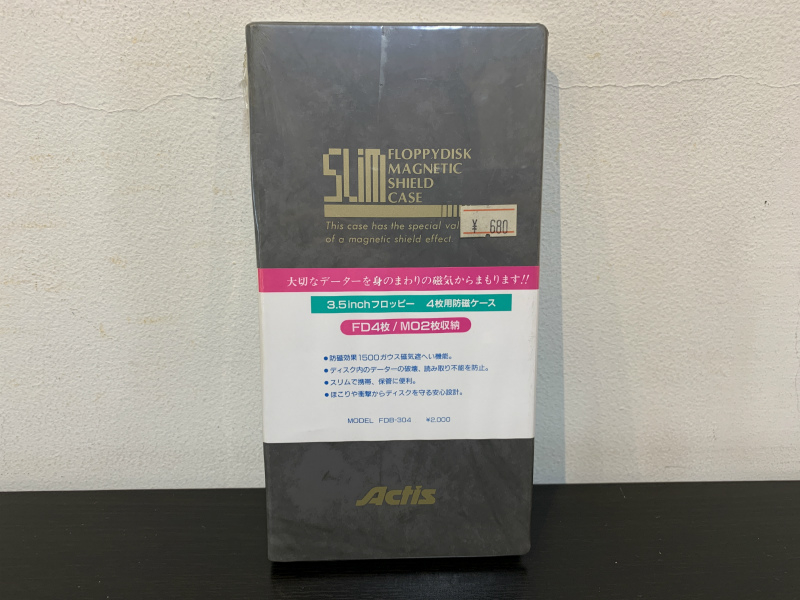 SLIM
FLOPPYDISK
MAGNETIC
SHIELD
CASE
This case has the special
of a magnetic shield effect.
¥ 680
大切なデーターを身のまわりの磁気からまもります!!
3.5inchフロッピー 4枚用防磁ケース
FD4枚/MO2枚収納
●防磁効果1500ガウス磁気遮へい機能。
●ディスク内のデーターの破壊、読み取り不能を防止。
●スリムで携帯、保管に便利。
●ほこりや衝撃からディスクを守る安心設計。
MODEL FDB-304 ¥2,000
Actis